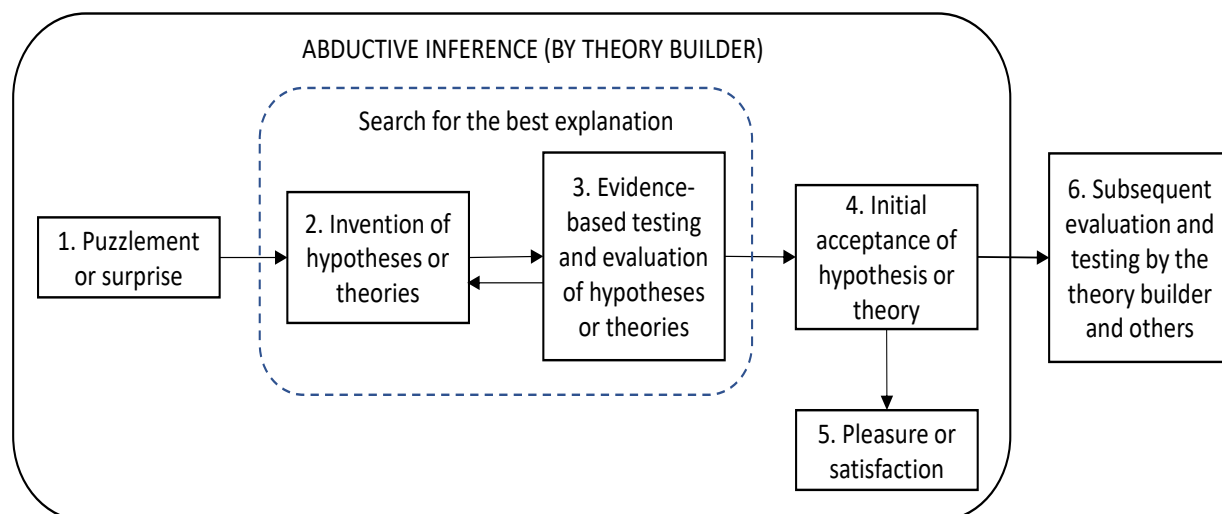 ABDUCTIVE INFERENCE (BY THEORY BUILDER)
Search for the best explanation
1. Puzzlement
or surprise
2. Invention of
hypotheses or
theories
3. Evidence-
based testing
and evaluation
of hypotheses
or theories
4. Initial
acceptance of
hypothesis or
theory
5. Pleasure or
satisfaction
6. Subsequent
evaluation and
testing by the
theory builder
and others